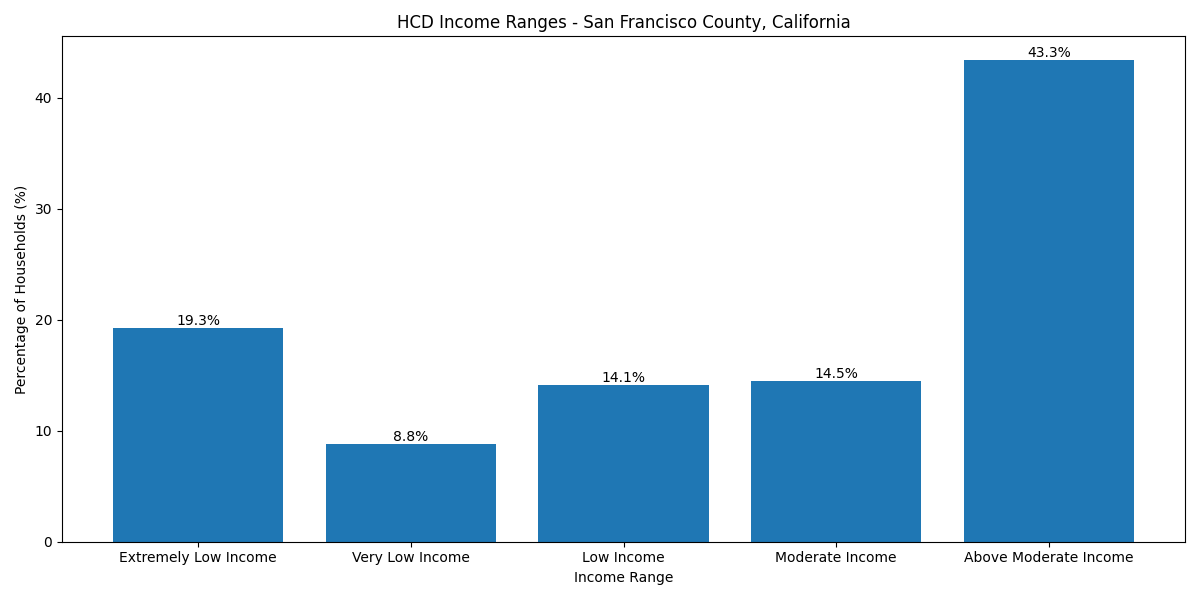 HCD Income Ranges - San Francisco County, California
Percentage of Households (%)
40
30
20
10
0
19.3%
8.8%
14.1%
14.5%
43.3%
Extremely Low Income
Very Low Income
Low Income
Moderate Income
Above Moderate Income
Income Range